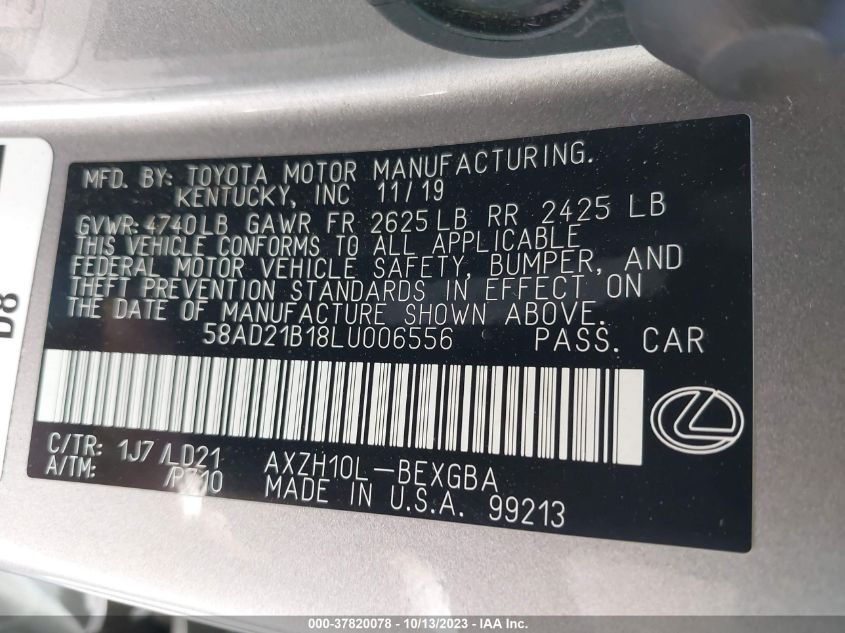 MFD. BY: TOYOTA MOTOR MANUFACTURING.
KENTUCKY, INC 11/19
GVWR: 4740LB GAWR FR 2625LB RR 2425 LB
THIS VEHICLE CONFORMS TO ALL APPLICABLE
FEDERAL MOTOR VEHICLE SAFETY, BUMPER, AND
THEFT PREVENTION STANDARDS IN EFFECT ON
THE DATE OF MANUFACTURE SHOWN ABOVE.
58AD21B18LU006556 PASS. CAR
C/TR: 1J7/LD21 AXZH10L-BEXGBA
A/TM: /P710 MADE IN U.S.A. 99213
D8
000-37820078 - 10/13/2023 - IAA Inc.